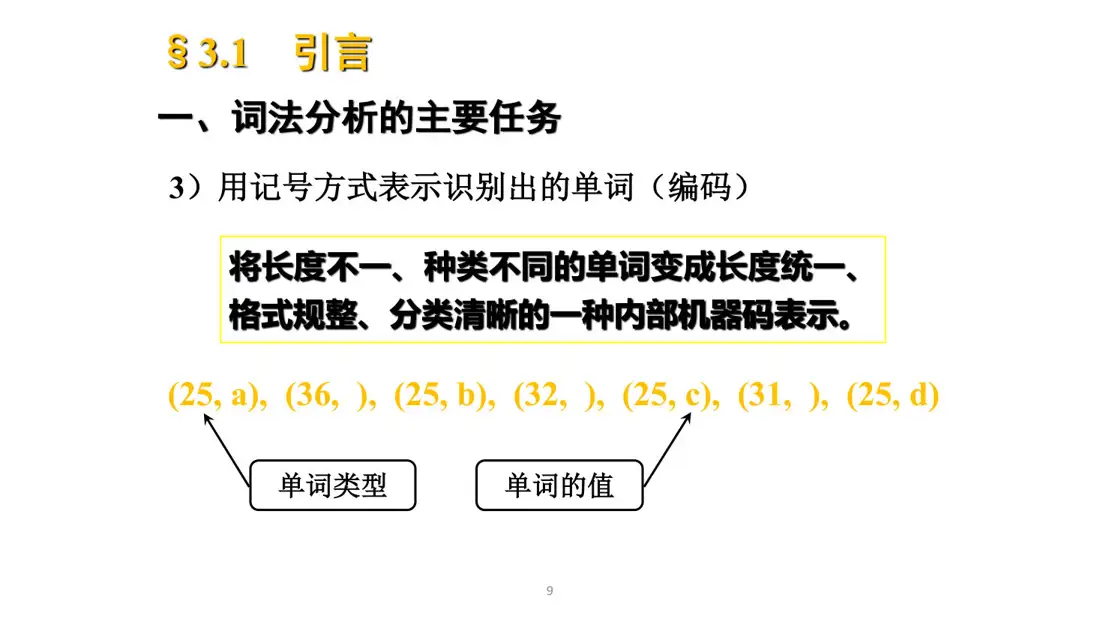 §3.1 引言
一、词法分析的主要任务
3）用记号方式表示识别出的单词（编码）
将长度不一、种类不同的单词变成长度统一、
格式规整、分类清晰的一种内部机器码表示。
(25, a), (36, ), (25, b), (32, ), (25, c), (31, ), (25, d)
单词类型
单词的值
9